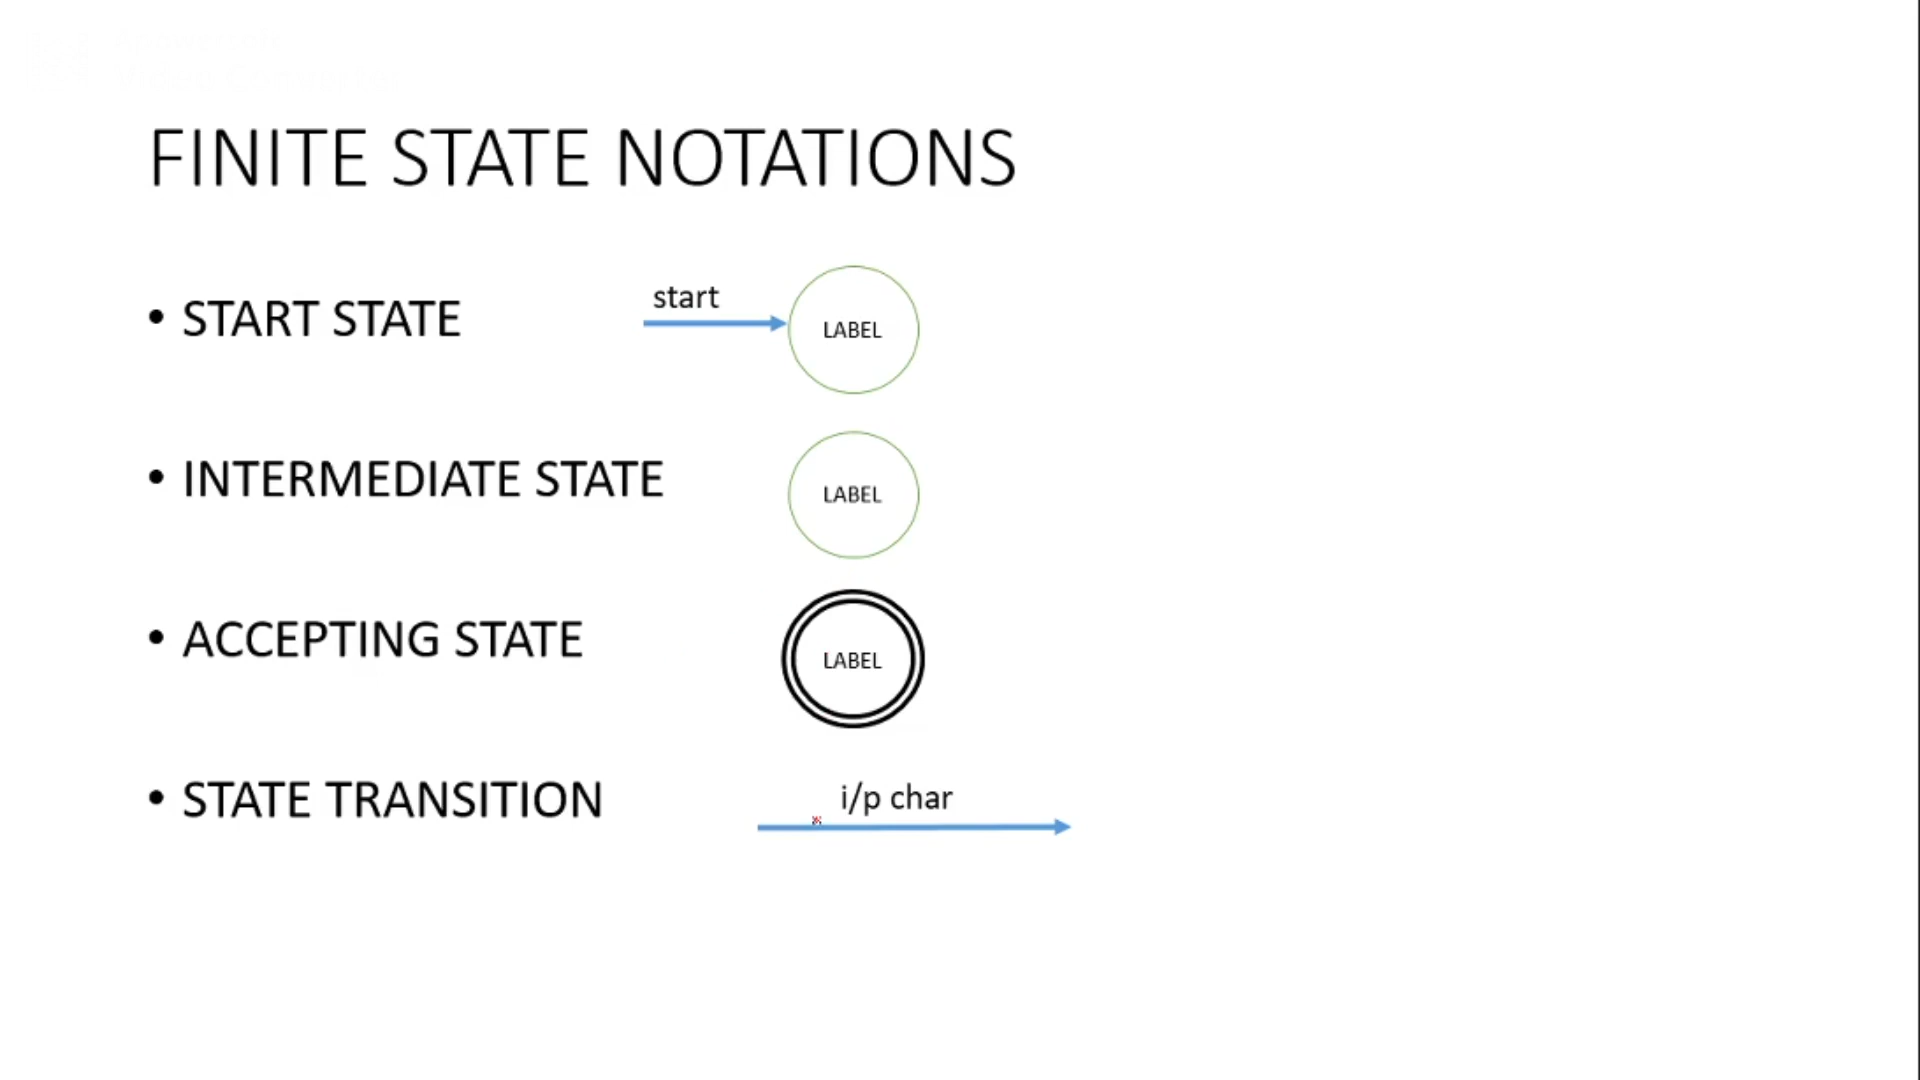 FINITE STATE NOTATIONS
• START STATE
start
LABEL
• INTERMEDIATE STATE
LABEL
• ACCEPTING STATE
LABEL
• STATE TRANSITION
i/p char